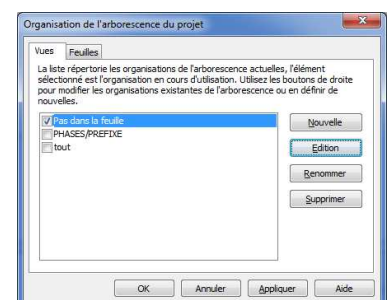 Organisation de l'arborescence du projet
Vues
Feuilles
La liste répertorie les organisations de l'arborescence actuelles, l'élément
sélectionné est l'organisation en cours d'utilisation. Utilisez les boutons de droite
pour modifier les organisations existantes de l'arborescence ou en définir de
nouvelles.
Pas dans la feuille
PHASES/PREFIXE
tout
Nouvelle
Edition
Renommer
Supprimer
OK
Annuler
Appliquer
Aide